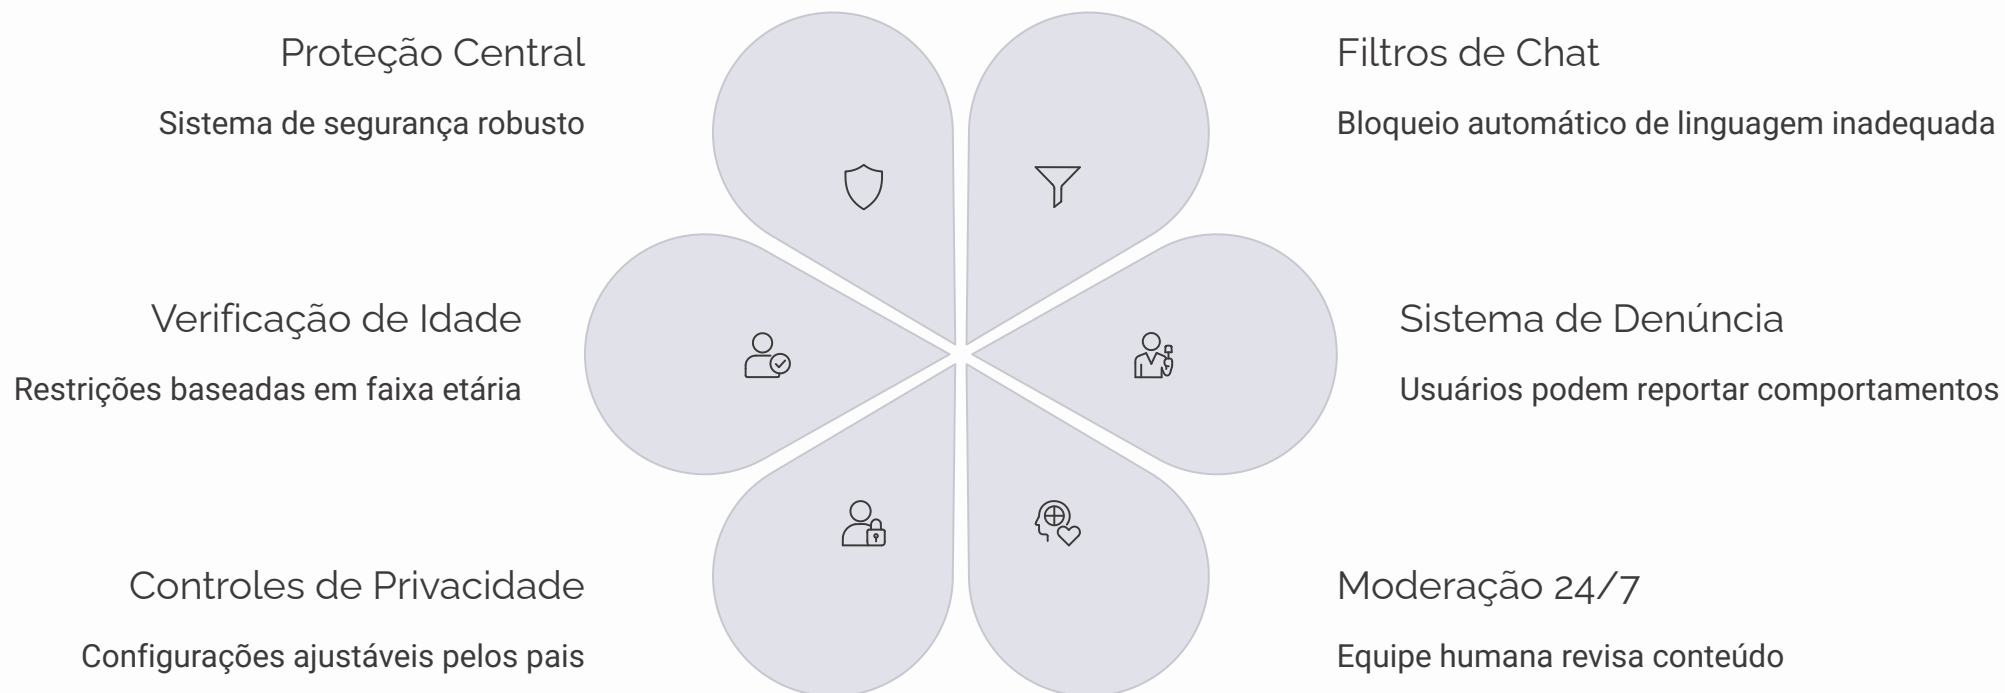 Proteção Central
Sistema de segurança robusto
Filtros de Chat
Bloqueio automático de linguagem inadequada
Verificação de Idade
Restrições baseadas em faixa etária
Sistema de Denúncia
Usuários podem reportar comportamentos
Controles de Privacidade
Configurações ajustáveis pelos pais
Moderação 24/7
Equipe humana revisa conteúdo